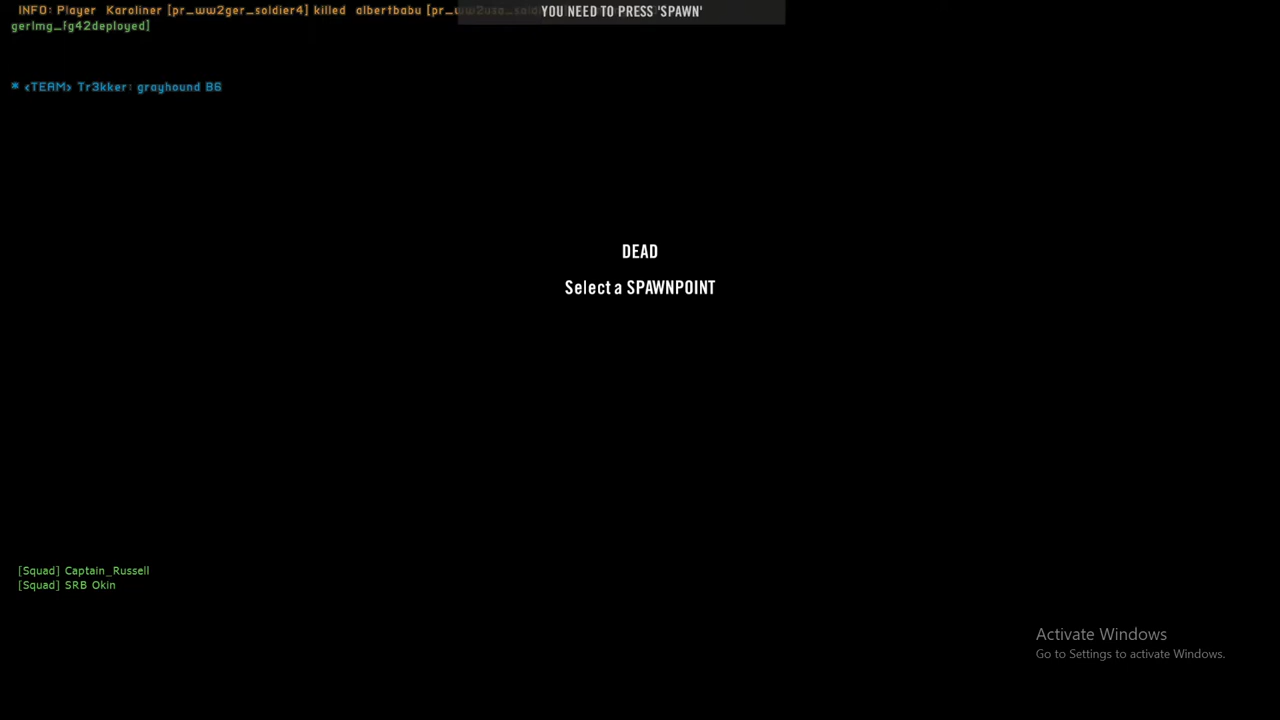 INFO: Player Karoliner [pr_ww2ger_soldier4] killed albertbabu
YOU NEED TO PRESS 'SPAWN'
gerlmg_fg42deployed]
* <TEAM> Tr3kker: grayhound B6
DEAD
Select a SPAWNPOINT
[Squad] Captain_Russell
[Squad] SRB Okin
Activate Windows
Go to Settings to activate Windows.